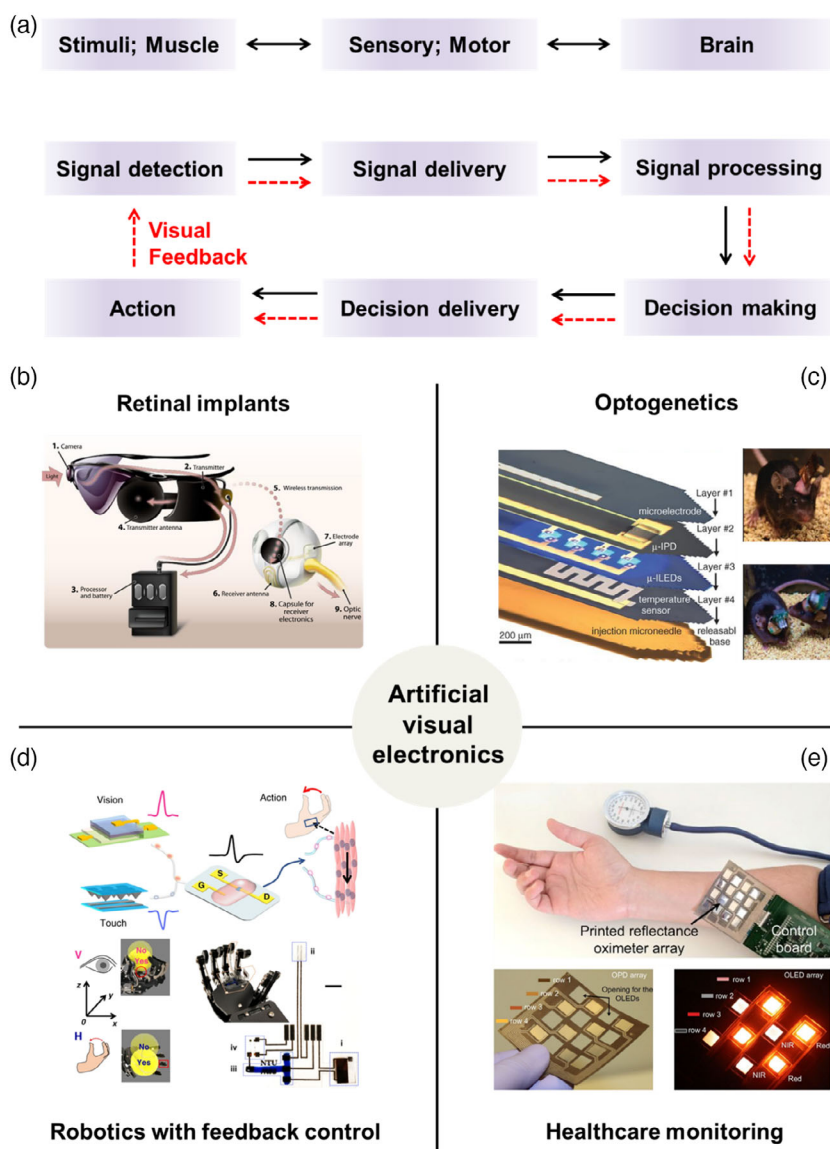 (a)
Stimuli; Muscle
Sensory; Motor
Brain
Signal detection
Signal delivery
Signal processing
Visual
Feedback
Action
Decision delivery
Decision making
(b)
Retinal implants
1. Camera
Light
2. Transmitter
5. Wireless transmission
4. Transmitter antenna
7. Electrode
array
3. Processor
and battery
6. Receiver antenna
8. Capsule for
receiver
electronics
9. Optic
nerve
(c)
Optogenetics
Layer #1
microelectrode
Layer #2
μ-IPD
Layer #3
μ-ILEDs
temperature
sensor
Layer #4
injection microneedle
releasabl
base
200 μm
Artificial
visual
electronics
(d)
Vision
Action
S
G
D
Touch
V
No
Yes
z
y
0
x
H
No
Yes
ii
iv
iii
NTU
i
Robotics with feedback control
(e)
Printed reflectance
oximeter array
Control
board
OPD array
row 1
row 2
row 3
row 4
Opening for the
OLEDs
OLED array
row 1
row 2
row 3
row 4
NIR
Red
NIR
Red
Healthcare monitoring